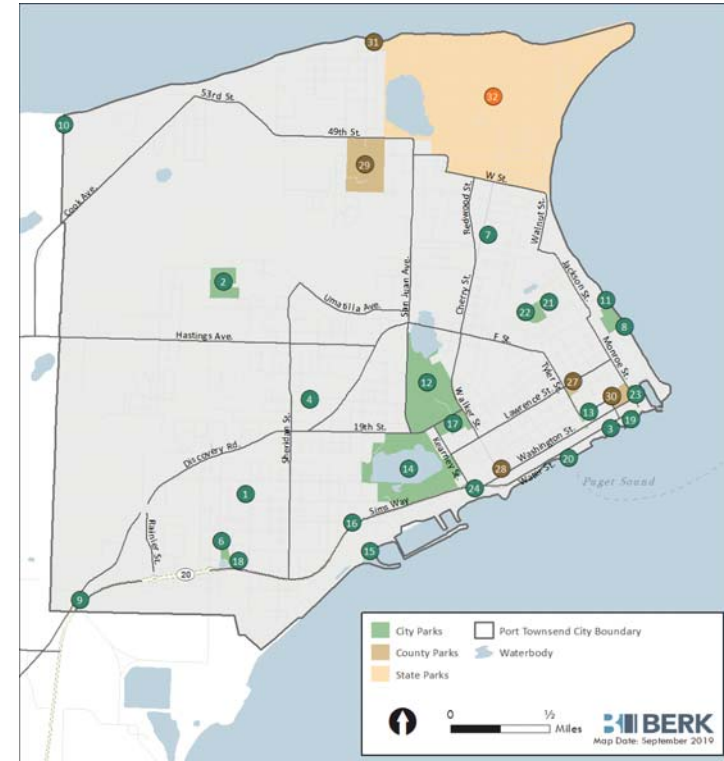 31
32
53rd St.
10
49th St.
29
W St.
Cook Ave.
Redwood St.
Walnut St.
7
2
San Juan Ave.
Cherry St.
Jackson St.
Umatilla Ave.
22
21
11
8
Hastings Ave.
F St.
Monroe St.
Tyler St.
12
27
4
Lawrence St.
30
23
Sheridan St.
Walker St.
13
19
17
19th St.
3
Discovery Rd.
Kearney St.
Washington St.
14
28
20
Water St.
Puget Sound
24
1
Sims Way
16
Rainier St.
6
15
18
20
9
City Parks
Port Townsend City Boundary
County Parks
Waterbody
State Parks
0 ½
Miles
BERK
Map Date: September 2019